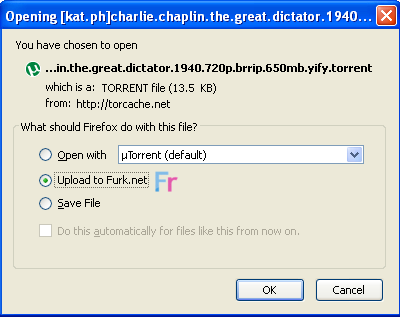 Opening [kat.ph]charlie.chaplin.the.great.dictator.1940...
You have chosen to open
...in.the.great.dictator.1940.720p.brrip.650mb.yify.torrent
which is a: TORRENT file (13.5 KB)
from: http://torcache.net
What should Firefox do with this file?
Open with µTorrent (default)
Upload to Furk.net Fr
Save File
Do this automatically for files like this from now on.
OK Cancel